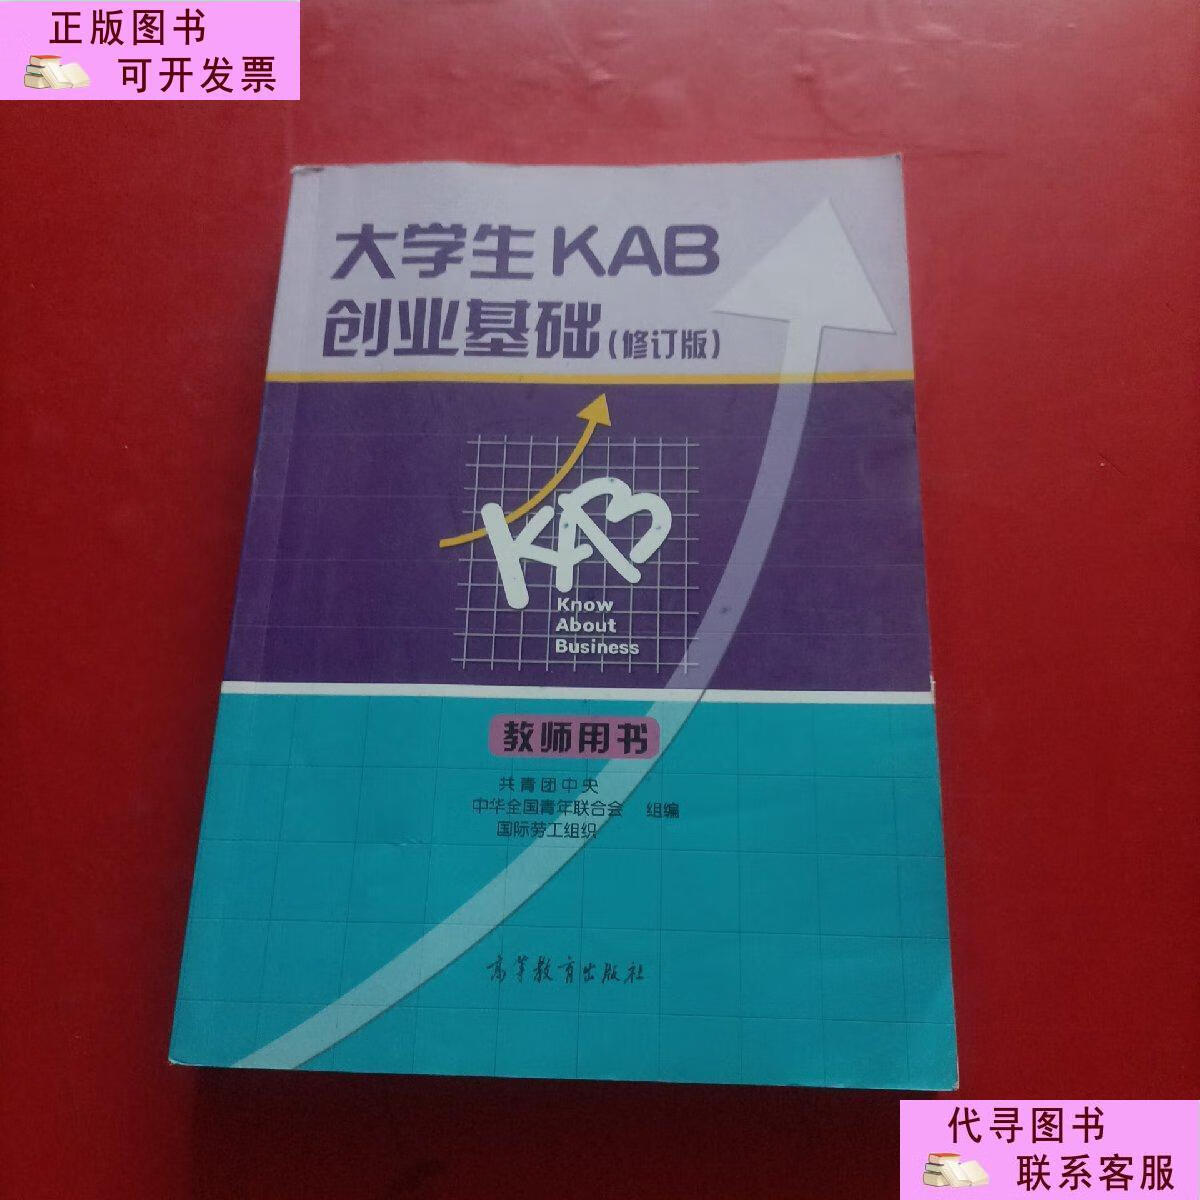 正版图书
可开发票
大学生KAB
创业基础(修订版)
KAB
Know
About
Business
教师用书
共青团中央
中华全国青年联合会 组编
国际劳工组织
高等教育出版社
代寻图书
联系客服